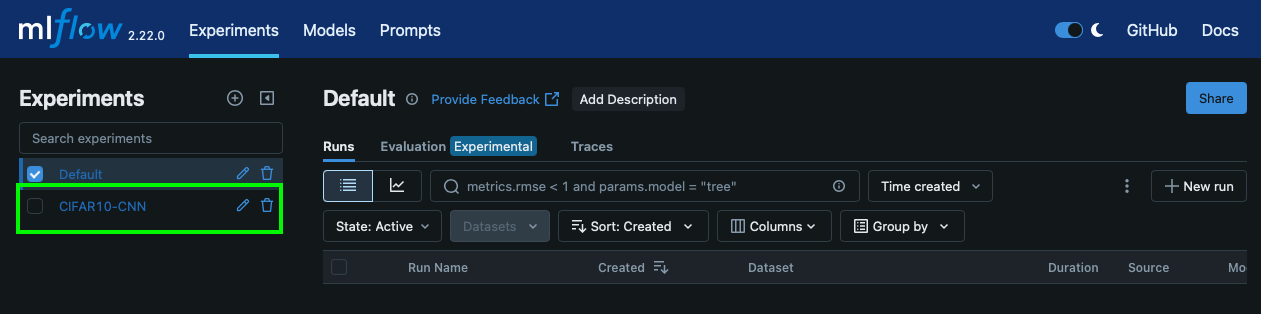 mlflow 2.22.0 Experiments Models Prompts GitHub Docs
Experiments
Search experiments
Default
CIFAR10-CNN
Default Provide Feedback Add Description Share
Runs Evaluation Experimental Traces
metrics.rmse < 1 and params.model = "tree" Time created New run
State: Active Datasets Sort: Created Columns Group by
Run Name Created Dataset Duration Source Mo